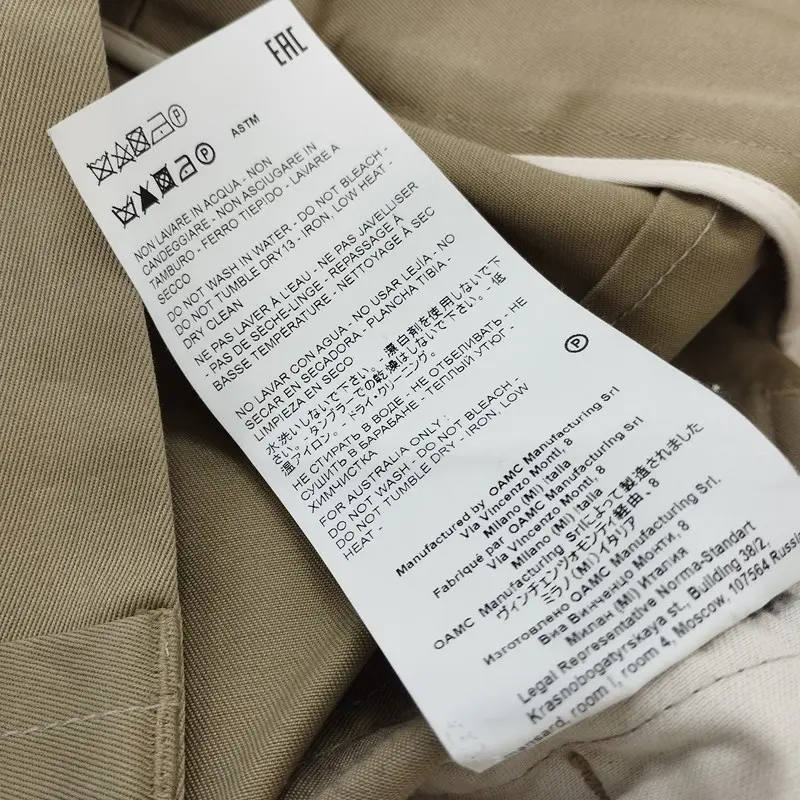 EAC
P
P ASTM
NON LAVARE IN ACQUA - NON
CANDEGGIARE - NON ASCIUGARE IN
TAMBURO - FERRO TIEPIDO - LAVARE A
SECCO
DO NOT WASH IN WATER - DO NOT BLEACH -
DO NOT TUMBLE DRY13 - IRON, LOW HEAT -
DRY CLEAN
NE PAS LAVER À L'EAU - NE PAS JAVELLISER
- PAS DE SÈCHE-LINGE - REPASSAGE À
BASSE TEMPÉRATURE - NETTOYAGE À SEC
NO LAVAR CON AGUA - NO USAR LEJÍA, NO
SECAR EN SECADORA - PLANCHA TIBIA -
LIMPIEZA EN SECO
水洗いしないで下さい。- 漂白剤を使用しないで下
さい。- タンブラーでの乾燥はしないで下さい。- 低
温アイロン。- ドライ・クリーニング。
НЕ СТИРАТЬ В ВОДЕ - НЕ ОТБЕЛИВАТЬ - НЕ
СУШИТЬ В БАРАБАНЕ - ТЕПЛЫЙ УТЮГ -
ХИМЧИСТКА
FOR AUSTRALIA ONLY :
DO NOT WASH - DO NOT BLEACH -
DO NOT TUMBLE DRY - IRON, LOW
HEAT -
P
Manufactured by OAMC Manufacturing Srl
Via Vincenzo Monti, 8
Milano (MI) Italia
Fabriqué par OAMC Manufacturing Srl
Via Vincenzo Monti, 8
Milano (MI) Italia
OAMC Manufacturing Srlによって製造されました
ヴィンチェンツォモンティ経由、8
ミラノ (MI) イタリア
Изготовлено OAMC Manufacturing Srl.
Виа Винченцо Монти, 8
Милан (MI) Италия
Legal Representative Norma-Standart
Krasnobogatyrskaya st., Building 38/2,
mansard, room I, room 4, Moscow, 107564 Russia